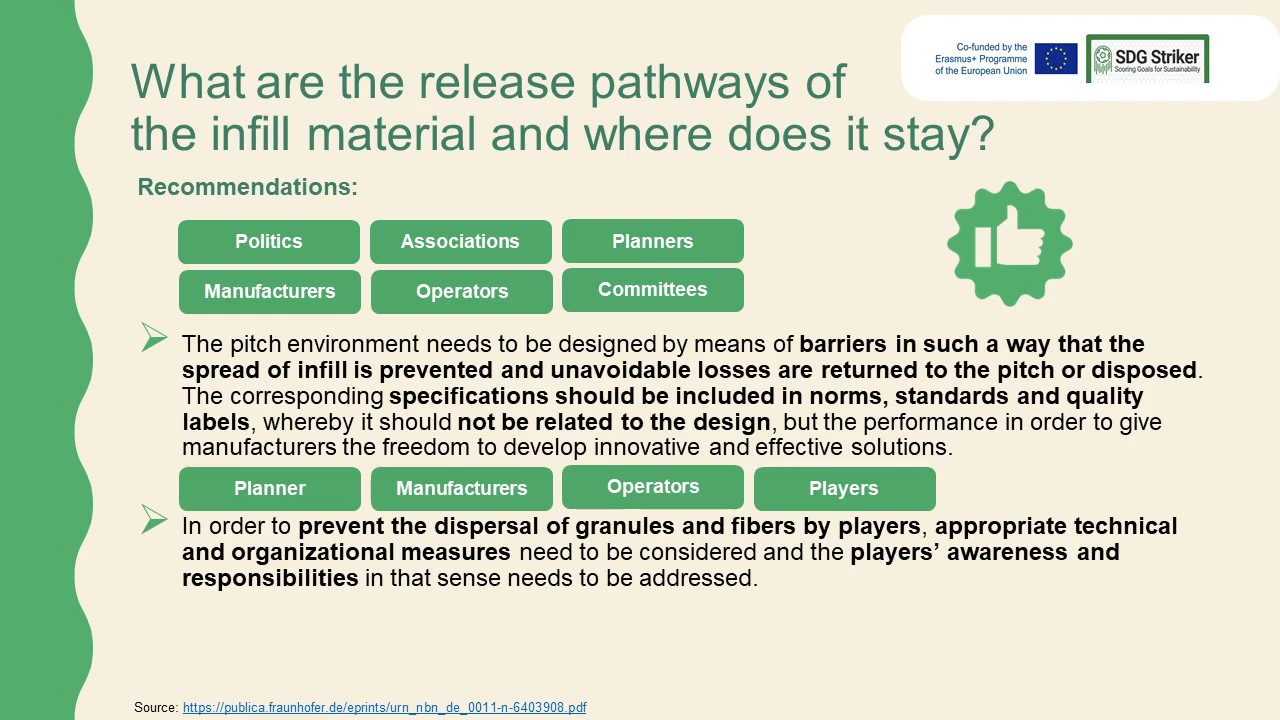 Co-funded by the
Erasmus+ Programme
of the European Union
SDG Striker
Scoring Goals for Sustainability
What are the release pathways of
the infill material and where does it stay?
Recommendations:
Politics
Associations
Planners
Manufacturers
Operators
Committees
The pitch environment needs to be designed by means of barriers in such a way that the
spread of infill is prevented and unavoidable losses are returned to the pitch or disposed.
The corresponding specifications should be included in norms, standards and quality
labels, whereby it should not be related to the design, but the performance in order to give
manufacturers the freedom to develop innovative and effective solutions.
Planner
Manufacturers
Operators
Players
In order to prevent the dispersal of granules and fibers by players, appropriate technical
and organizational measures need to be considered and the players’ awareness and
responsibilities in that sense needs to be addressed.
Source: https://publica.fraunhofer.de/eprints/urn_nbn_de_0011-n-6403908.pdf